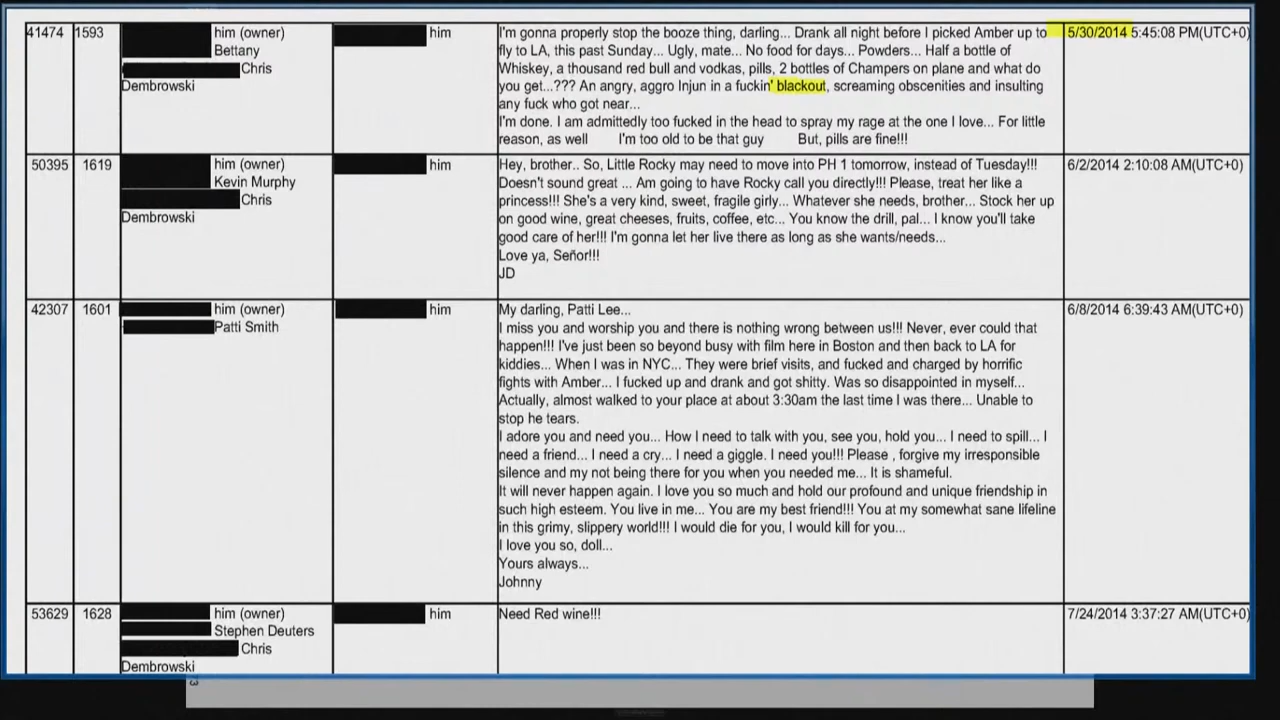 41474 1593 him (owner) him I'm gonna properly stop the booze thing, darling... Drank all night before I picked Amber up to 5/30/2014 5:45:08 PM(UTC+0)
Bettany fly to LA, this past Sunday... Ugly, mate... No food for days... Powders... Half a bottle of
Chris Whiskey, a thousand red bull and vodkas, pills, 2 bottles of Champers on plane and what do
Dembrowski you get...??? An angry, aggro Injun in a fuckin' blackout, screaming obscenities and insulting
any fuck who got near...
I'm done. I am admittedly too fucked in the head to spray my rage at the one I love... For little
reason, as well I'm too old to be that guy But, pills are fine!!!
50395 1619 him (owner) him Hey, brother.. So, Little Rocky may need to move into PH 1 tomorrow, instead of Tuesday!!! 6/2/2014 2:10:08 AM(UTC+0)
Kevin Murphy Doesn't sound great ... Am going to have Rocky call you directly!!! Please, treat her like a
Chris princess!!! She's a very kind, sweet, fragile girly... Whatever she needs, brother... Stock her up
Dembrowski on good wine, great cheeses, fruits, coffee, etc... You know the drill, pal... I know you'll take
good care of her!!! I'm gonna let her live there as long as she wants/needs...
Love ya, Señor!!!
JD
42307 1601 him (owner) him My darling, Patti Lee... 6/8/2014 6:39:43 AM(UTC+0)
Patti Smith I miss you and worship you and there is nothing wrong between us!!! Never, ever could that
happen!!! I've just been so beyond busy with film here in Boston and then back to LA for
kiddies... When I was in NYC... They were brief visits, and fucked and charged by horrific
fights with Amber... I fucked up and drank and got shitty. Was so disappointed in myself...
Actually, almost walked to your place at about 3:30am the last time I was there... Unable to
stop he tears.
I adore you and need you... How I need to talk with you, see you, hold you... I need to spill... I
need a friend... I need a cry... I need a giggle. I need you!!! Please , forgive my irresponsible
silence and my not being there for you when you needed me... It is shameful.
It will never happen again. I love you so much and hold our profound and unique friendship in
such high esteem. You live in me... You are my best friend!!! You at my somewhat sane lifeline
in this grimy, slippery world!!! I would die for you, I would kill for you...
I love you so, doll...
Yours always...
Johnny
53629 1628 him (owner) him Need Red wine!!! 7/24/2014 3:37:27 AM(UTC+0)
Stephen Deuters
Chris
Dembrowski